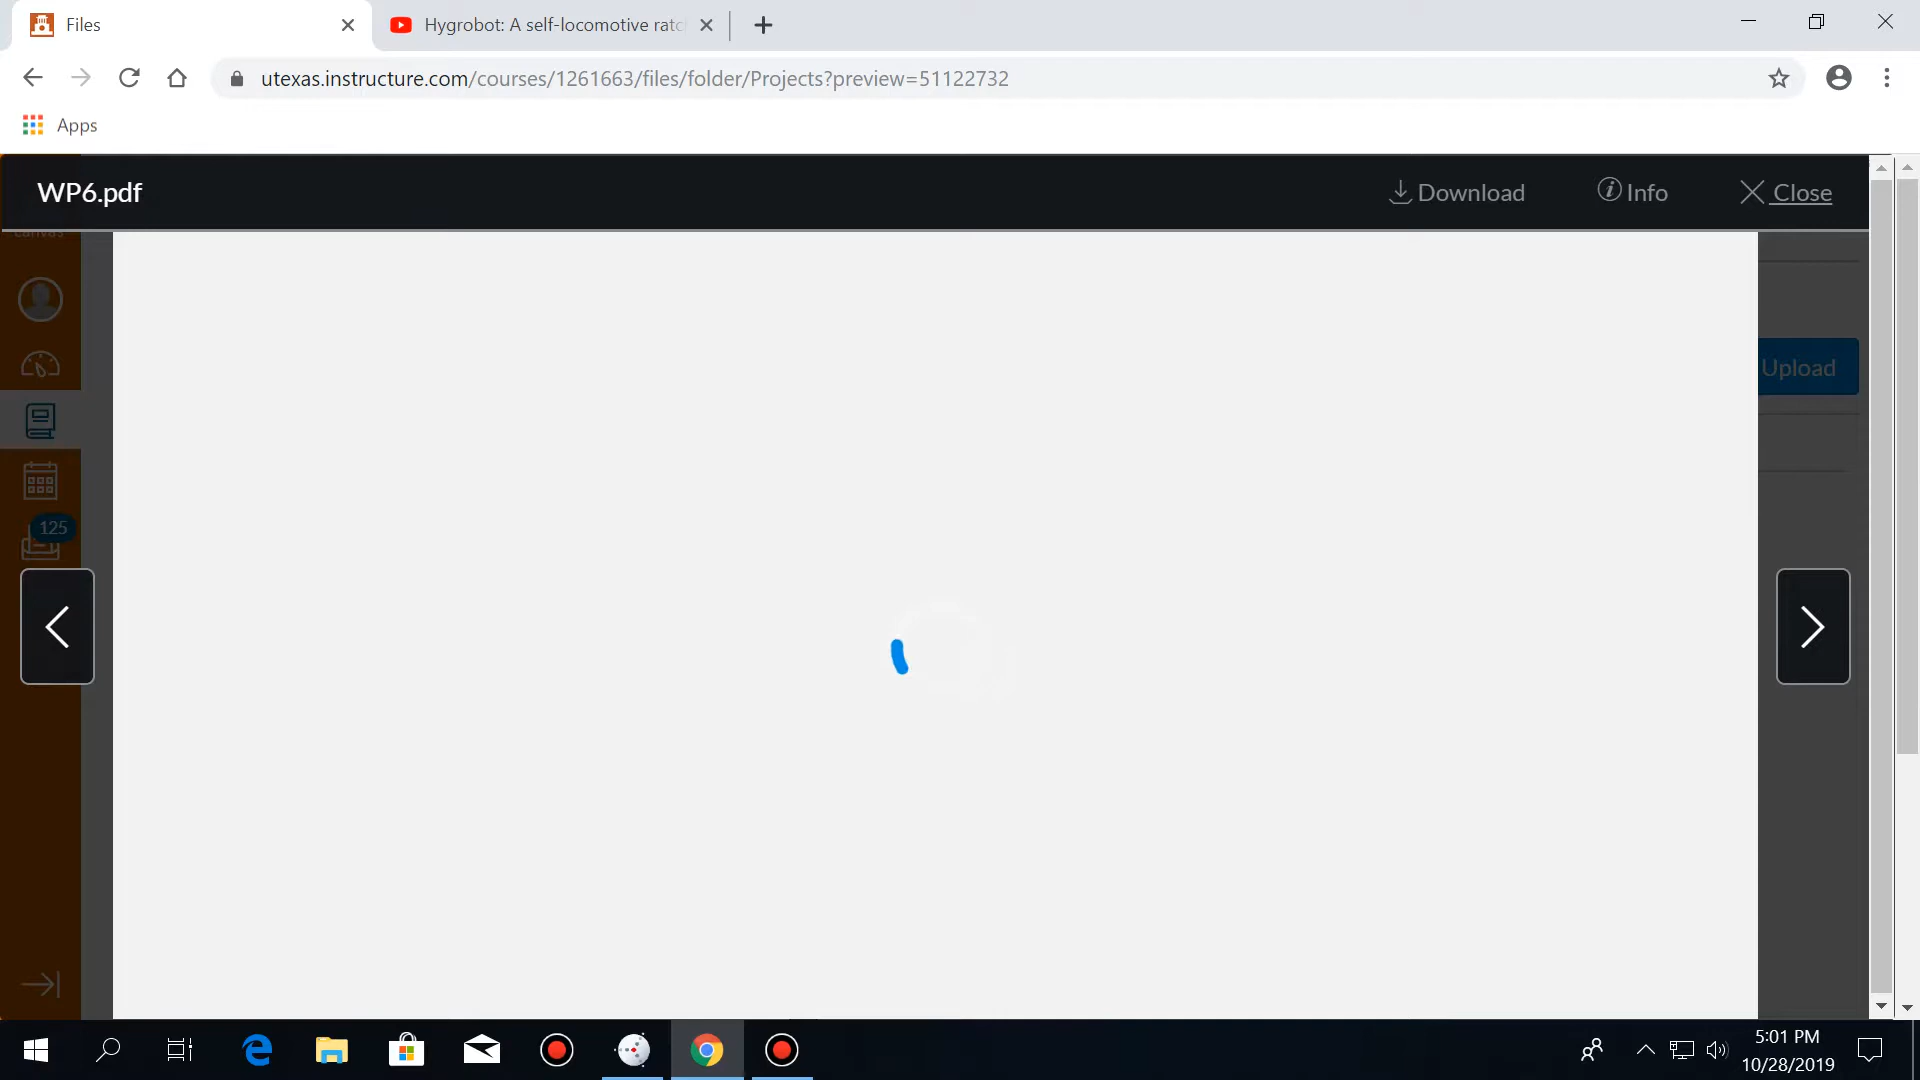 Files
Hygrobot: A self-locomotive ratc
utexas.instructure.com/courses/1261663/files/folder/Projects?preview=51122732
Apps
WP6.pdf
Download
Info
Close
canvas
Upload
125
5:01 PM
10/28/2019